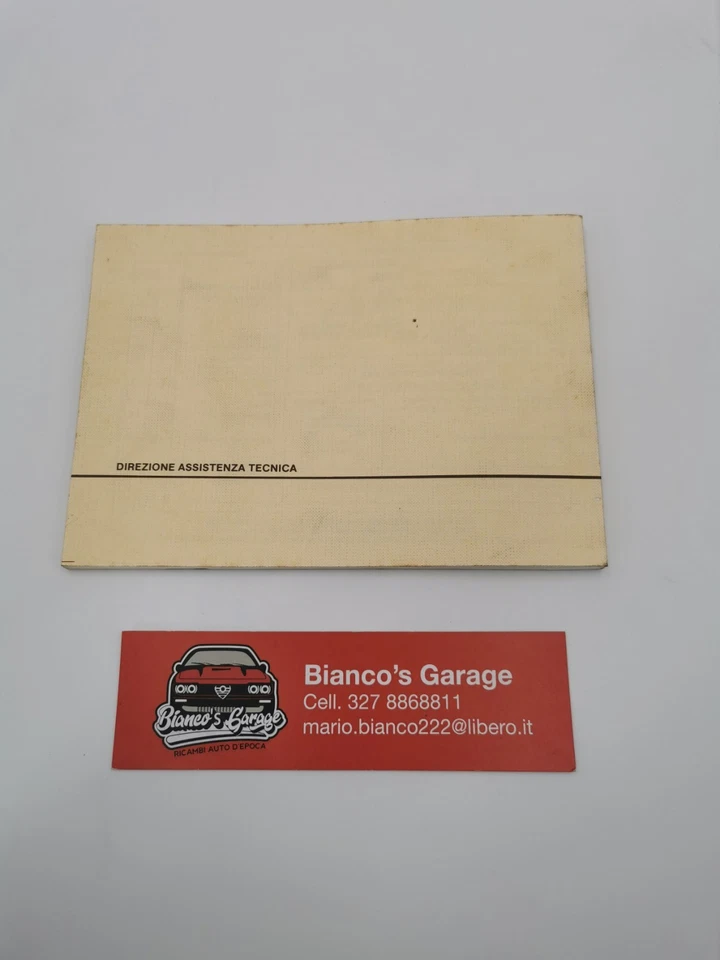 DIREZIONE ASSISTENZA TECNICA
Bianco's Garage
RICAMBI AUTO D'EPOCA
Bianco's Garage
Cell. 327 8868811
mario.bianco222@libero.it